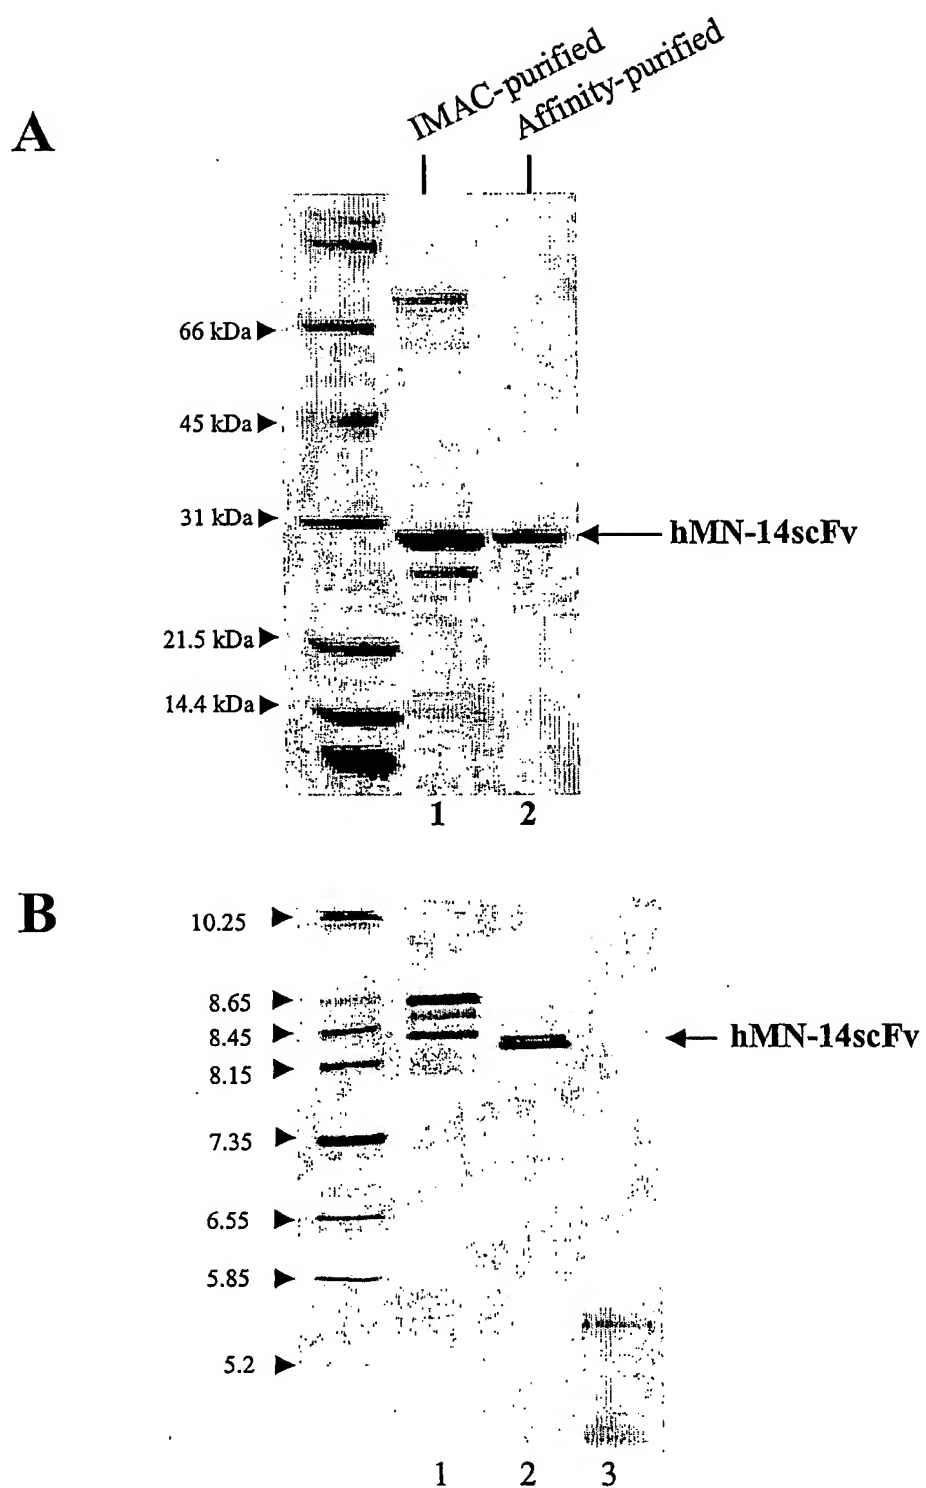 IMAC-purified
Affinity-purified
A
66 kDa
45 kDa
31 kDa
hMN-14scFv
21.5 kDa
14.4 kDa
1 2
B
10.25
8.65
8.45
hMN-14scFv
8.15
7.35
6.55
5.85
5.2
1 2 3